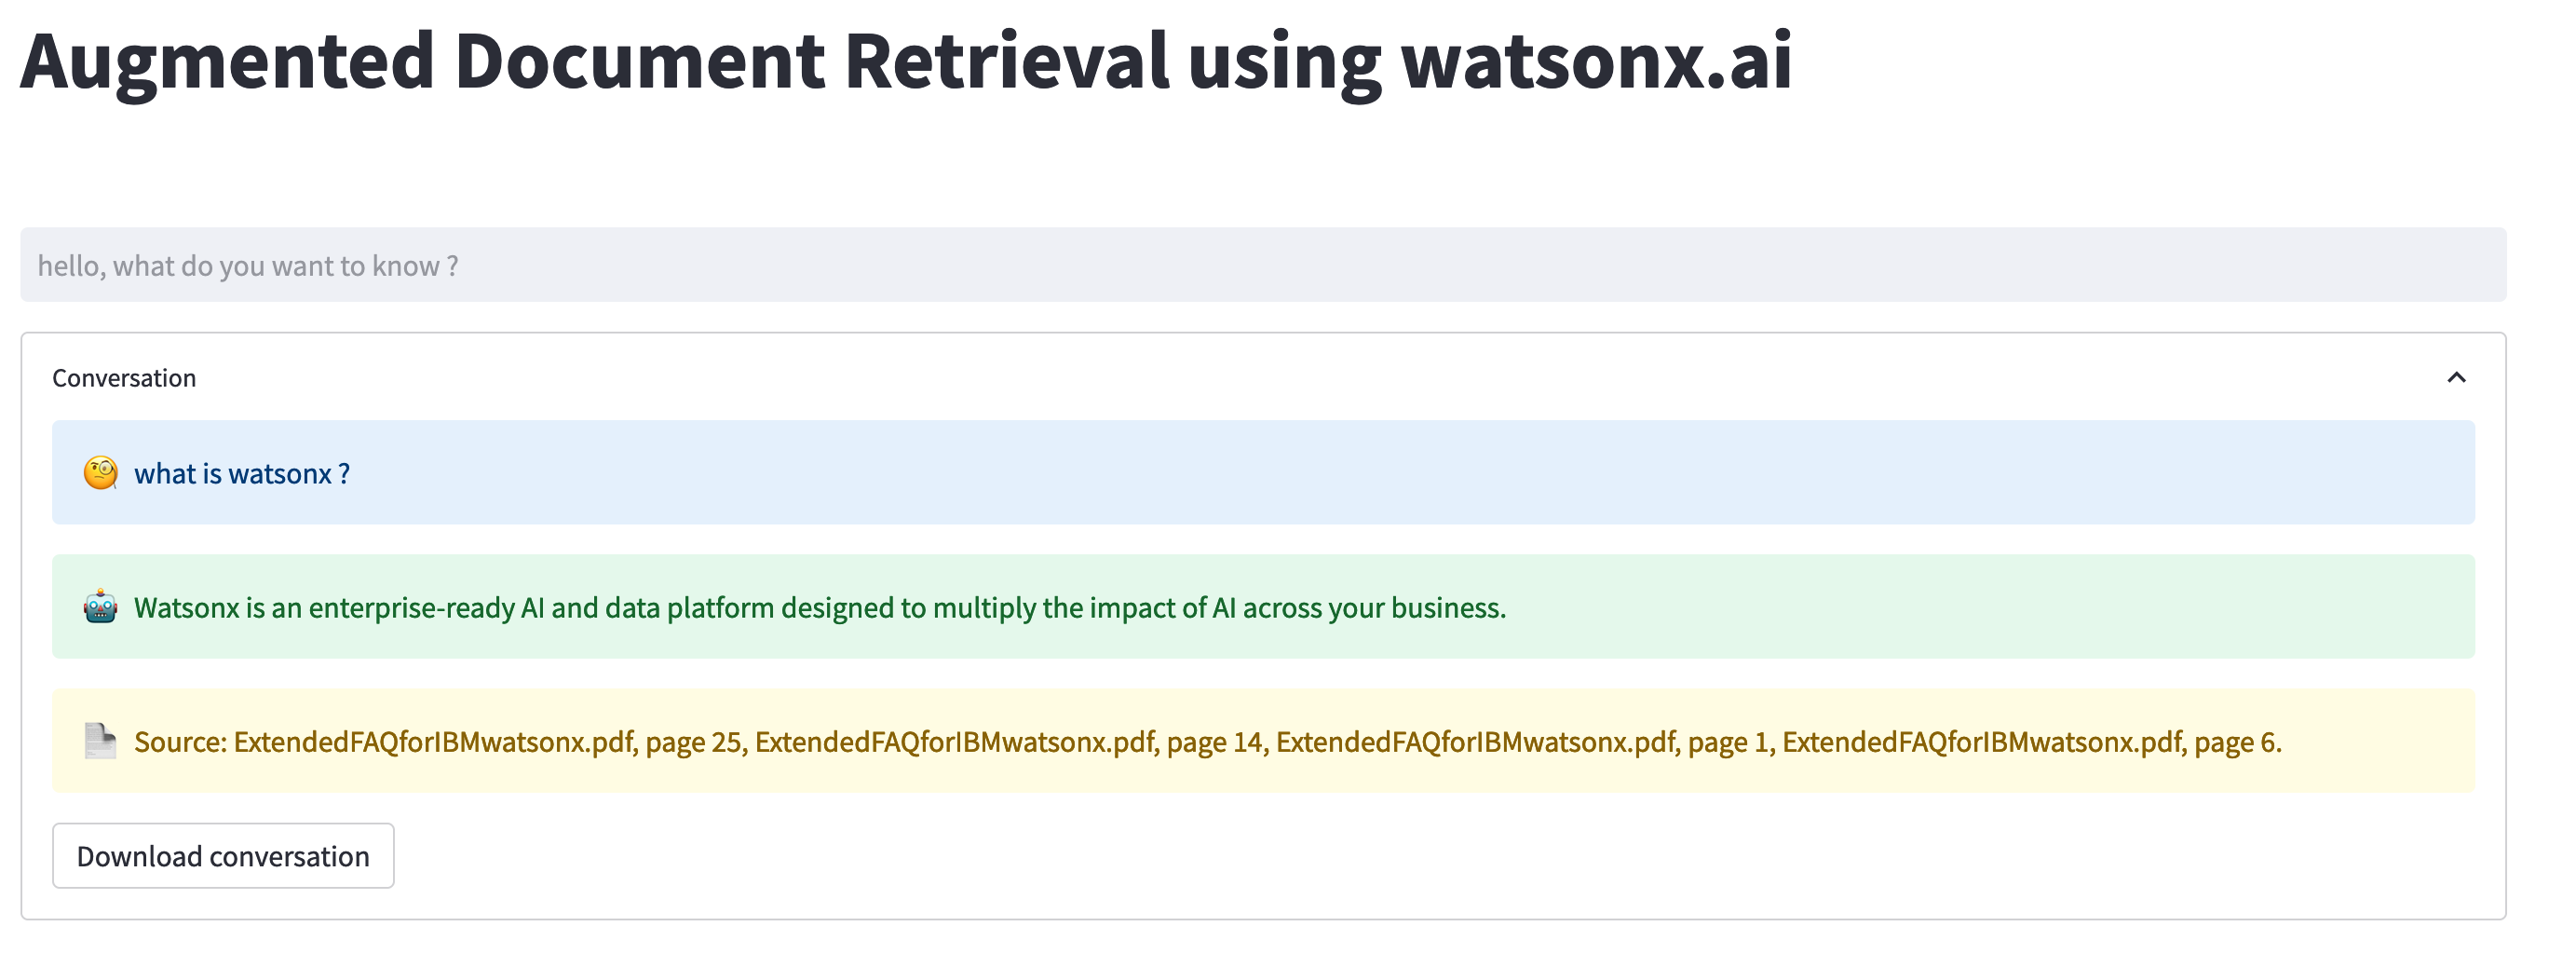 Augmented Document Retrieval using watsonx.ai
hello, what do you want to know ?
Conversation
what is watsonx ?
Watsonx is an enterprise-ready AI and data platform designed to multiply the impact of AI across your business.
Source: ExtendedFAQforIBMwatsonx.pdf, page 25, ExtendedFAQforIBMwatsonx.pdf, page 14, ExtendedFAQforIBMwatsonx.pdf, page 1, ExtendedFAQforIBMwatsonx.pdf, page 6.
Download conversation